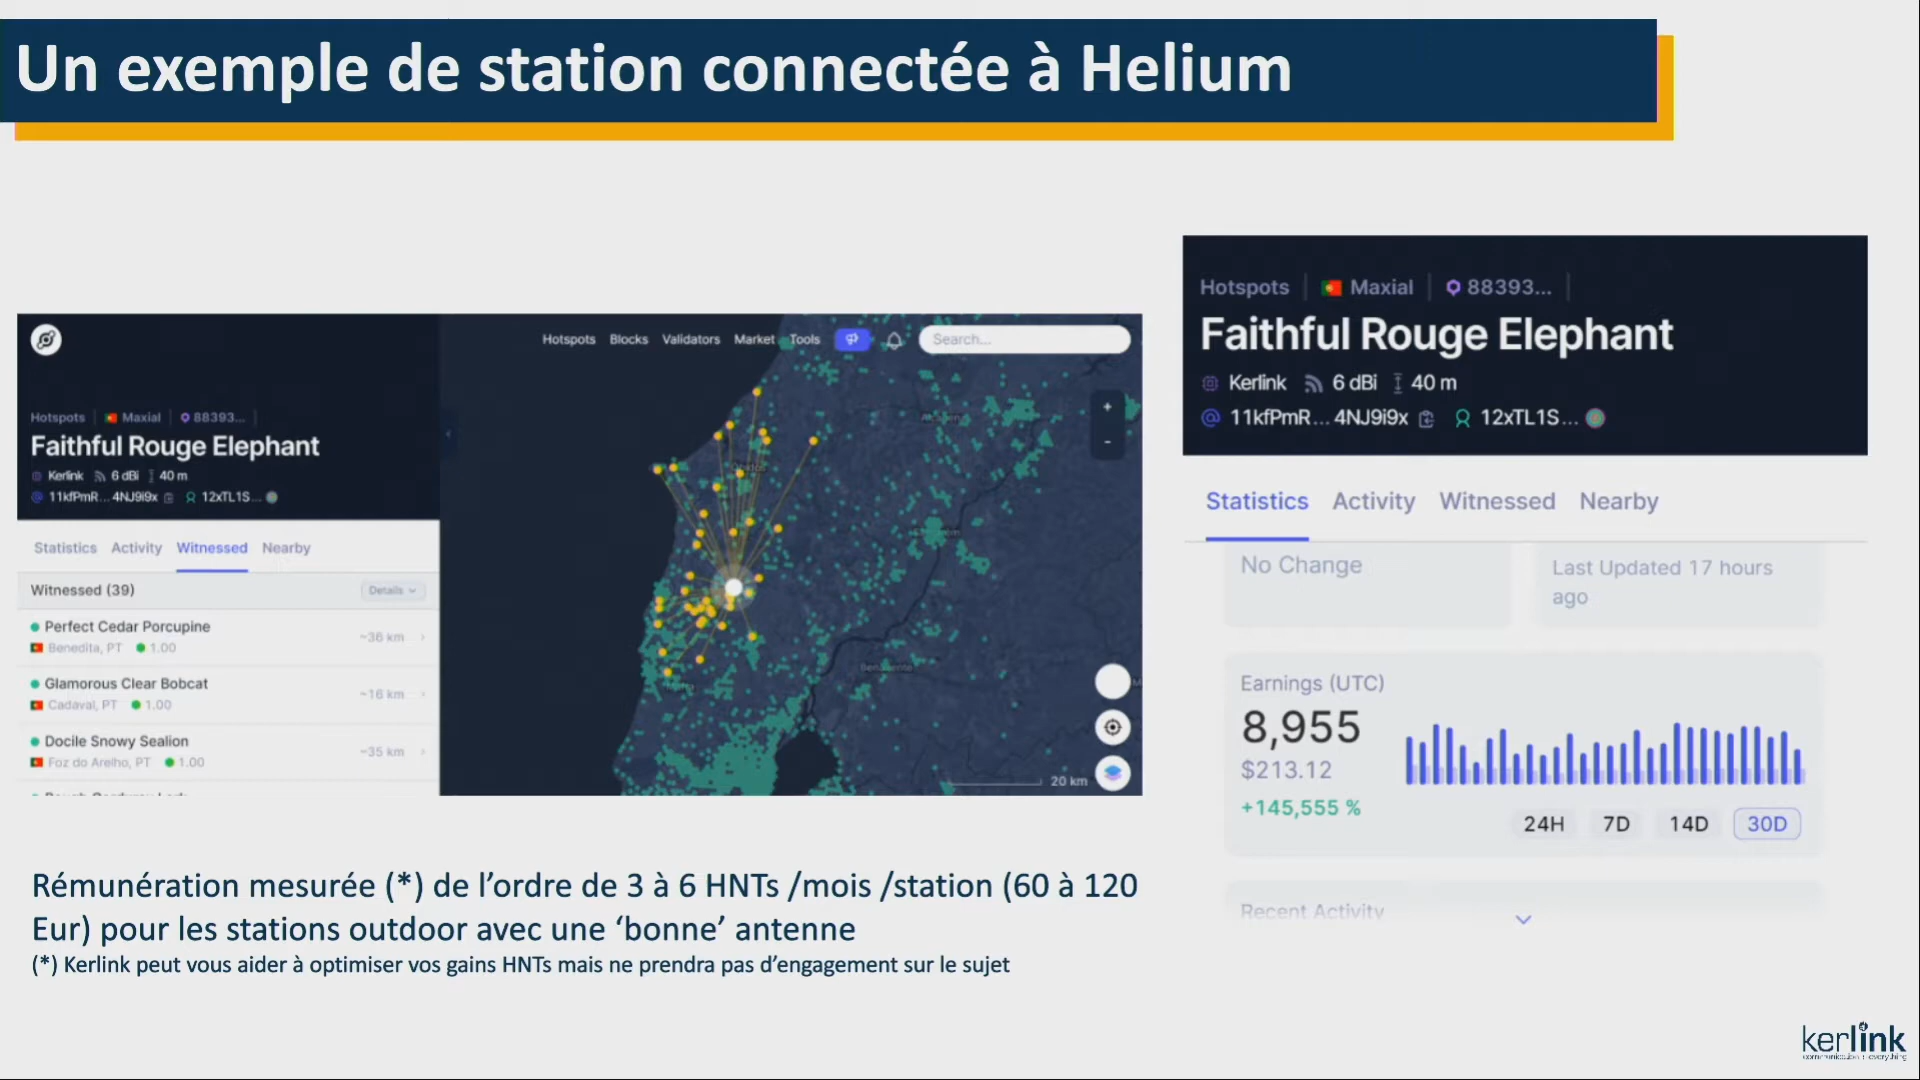 Un exemple de station connectée à Helium
Hotspots Blocks Validators Market Tools Search...
Hotspots Maxial 88393...
Faithful Rouge Elephant
Kerlink 6 dBi 40 m
11kfPmR... 4NJ9i9x 12xTL1S...
Statistics Activity Witnessed Nearby
Witnessed (39) Details
Perfect Cedar Porcupine
Benedita, PT 1.00 ~36 km
Glamorous Clear Bobcat
Cadaval, PT 1.00 ~16 km
Docile Snowy Sealion
Foz do Arelho, PT 1.00 ~35 km
+
-
20 km
Hotspots Maxial 88393...
Faithful Rouge Elephant
Kerlink 6 dBi 40 m
11kfPmR... 4NJ9i9x 12xTL1S...
Statistics Activity Witnessed Nearby
No Change
Last Updated 17 hours
ago
Earnings (UTC)
8,955
$213.12
+145,555 %
24H 7D 14D 30D
Recent Activity
Rémunération mesurée (*) de l’ordre de 3 à 6 HNTs /mois /station (60 à 120
Eur) pour les stations outdoor avec une ‘bonne’ antenne
(*) Kerlink peut vous aider à optimiser vos gains HNTs mais ne prendra pas d’engagement sur le sujet
kerlink